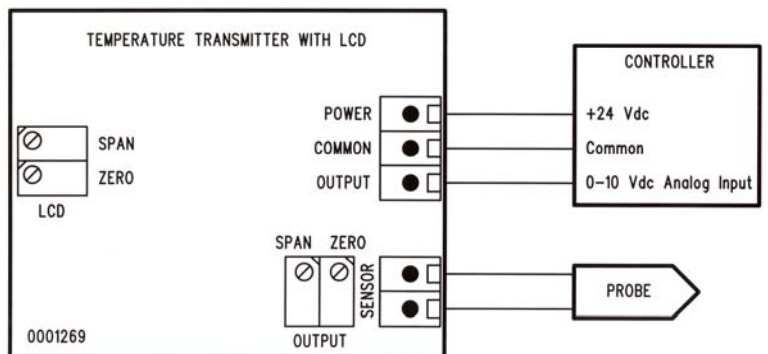 TEMPERATURE TRANSMITTER WITH LCD
CONTROLLER
POWER
+24 Vdc
SPAN
COMMON
Common
ZERO
OUTPUT
0-10 Vdc Analog Input
LCD
SPAN ZERO
SENSOR
PROBE
0001269
OUTPUT